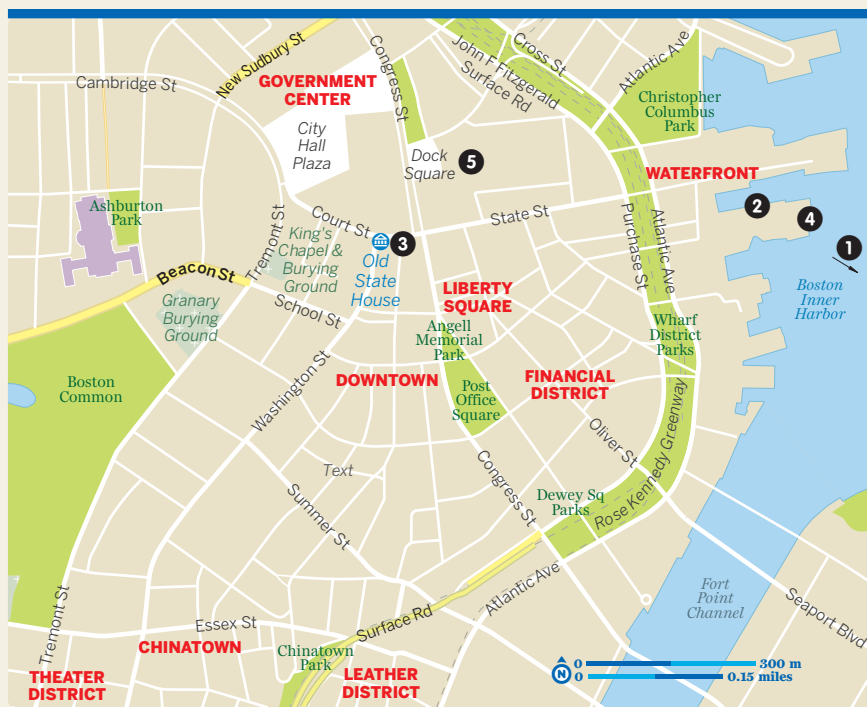 New Sudbury St
Congress St
John F Fitzgerald
Surface Rd
Cross St
Atlantic Ave
Cambridge St
GOVERNMENT
CENTER
City
Hall
Plaza
Dock
Square
5
Christopher
Columbus
Park
WATERFRONT
Ashburton
Park
Tremont St
Court St
King's
Chapel &
Burying
Ground
3
Old
State
House
State St
Purchase St
Atlantic Ave
2
4
1
Boston
Inner
Harbor
Beacon St
Granary
Burying
Ground
School St
LIBERTY
SQUARE
Angell
Memorial
Park
Wharf
District
Parks
Boston
Common
Washington St
DOWNTOWN
Post
Office
Square
FINANCIAL
DISTRICT
Oliver St
Text
Summer St
Congress St
Dewey Sq
Parks
Rose Kennedy Greenway
Atlantic Ave
Fort
Point
Channel
Seaport Blvd
Tremont St
Essex St
Surface Rd
CHINATOWN
Chinatown
Park
THEATER
DISTRICT
LEATHER
DISTRICT
N
0 300 m
0 0.15 miles